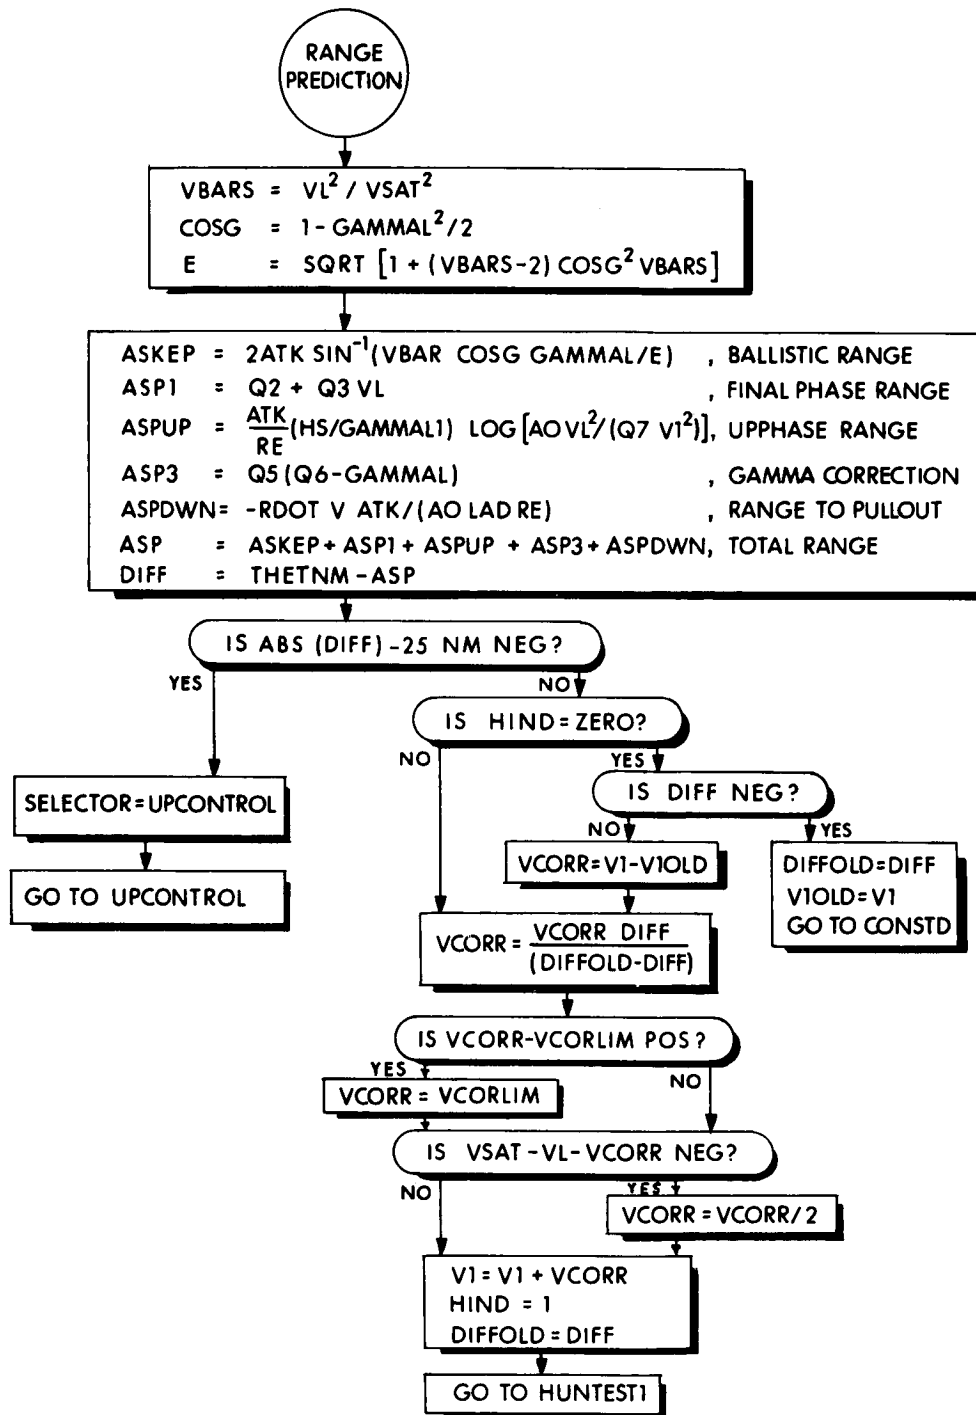 RANGE
PREDICTION
VBARS = VL² / VSAT²
COSG = 1 - GAMMAL²/2
E = SQRT [1 + (VBARS-2) COSG² VBARS]
ASKEP = 2ATK SIN⁻¹(VBAR COSG GAMMAL/E) , BALLISTIC RANGE
ASP1 = Q2 + Q3 VL , FINAL PHASE RANGE
ASPUP = ATK/RE (HS/GAMMAL1) LOG [AO VL²/(Q7 V1²)], UPPHASE RANGE
ASP3 = Q5 (Q6-GAMMAL) , GAMMA CORRECTION
ASPDWN= -RDOT V ATK/(AO LAD RE) , RANGE TO PULLOUT
ASP = ASKEP+ ASP1 + ASPUP + ASP3+ ASPDWN, TOTAL RANGE
DIFF = THETNM - ASP
IS ABS (DIFF) -25 NM NEG?
YES
NO
IS HIND=ZERO?
NO
YES
IS DIFF NEG?
NO
YES
SELECTOR=UPCONTROL
GO TO UPCONTROL
VCORR=V1-V1OLD
DIFFOLD=DIFF
V1OLD=V1
GO TO CONSTD
VCORR= VCORR DIFF
(DIFFOLD-DIFF)
IS VCORR-VCORLIM POS?
YES
NO
VCORR= VCORLIM
IS VSAT-VL-VCORR NEG?
NO
YES
VCORR=VCORR/2
V1=V1+VCORR
HIND = 1
DIFFOLD=DIFF
GO TO HUNTEST1